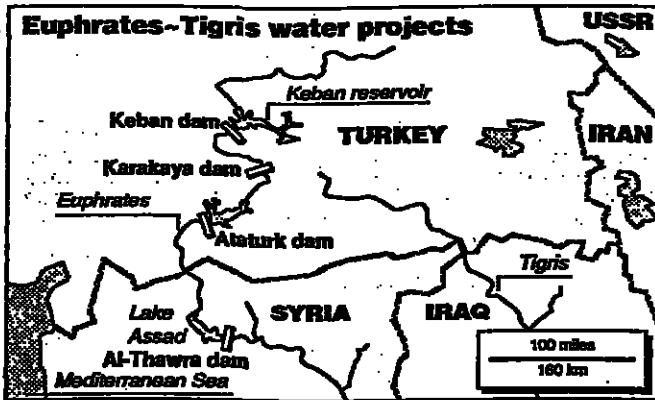 Euphrates~Tigris water projects
USSR
Keban reservoir
Keban dam
TURKEY
IRAN
Karakaya dam
Euphrates
Ataturk dam
Tigris
Lake
Assad
SYRIA
IRAQ
Al-Thawra dam
Mediterranean Sea
100 miles
160 km